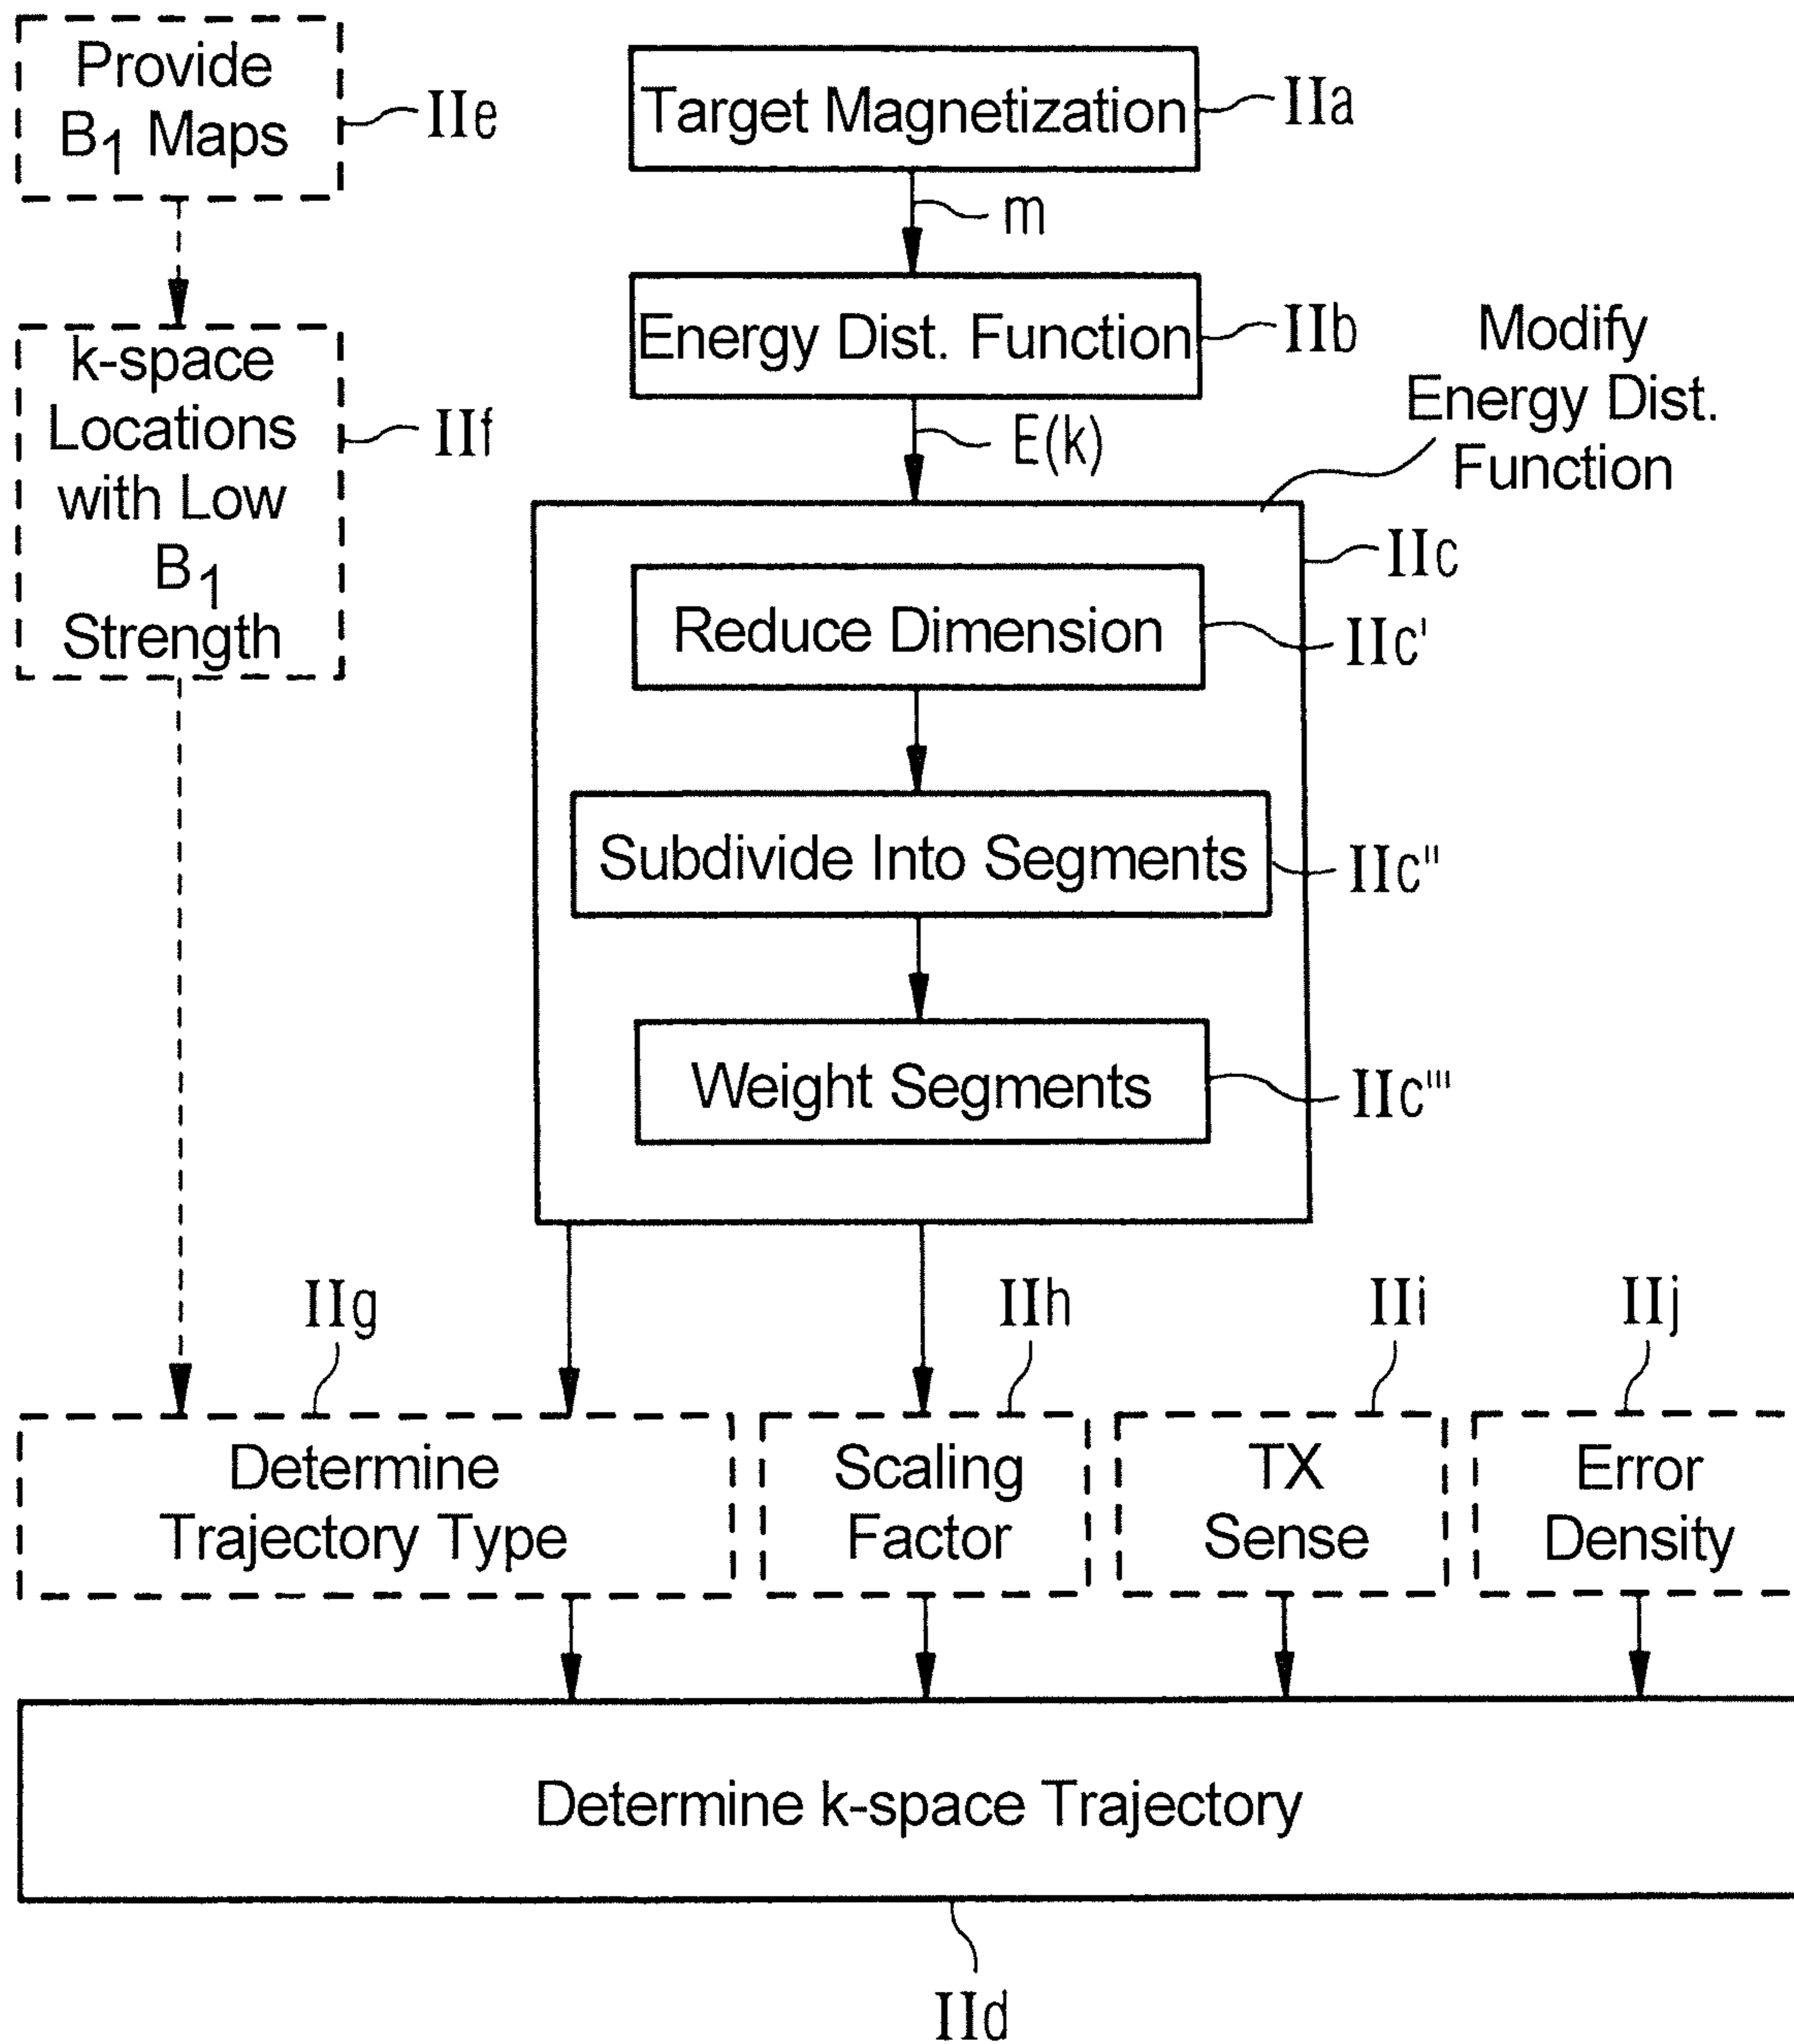 Provide
B1 Maps
IIe
Target Magnetization
IIa
m
k-space
Locations
with Low
B1
Strength
IIf
Energy Dist. Function
IIb
E(k)
Modify
Energy Dist.
Function
IIc
Reduce Dimension
IIc'
Subdivide Into Segments
IIc"
Weight Segments
IIc'''
IIg
IIh
IIi
IIj
Determine
Trajectory Type
Scaling
Factor
TX
Sense
Error
Density
Determine k-space Trajectory
IId